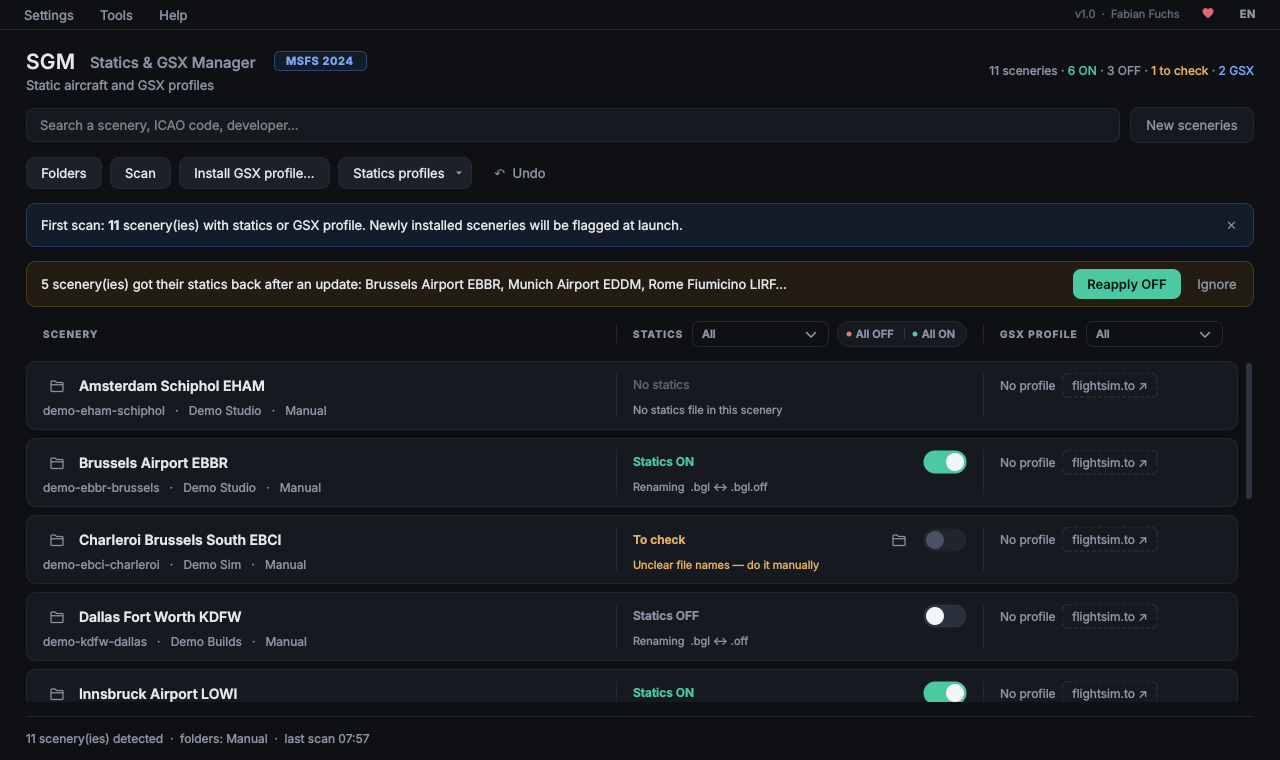 Settings Tools Help v1.0 · Fabian Fuchs EN
SGM Statics & GSX Manager MSFS 2024
Static aircraft and GSX profiles
11 sceneries · 6 ON · 3 OFF · 1 to check · 2 GSX
Search a scenery, ICAO code, developer... New sceneries
Folders Scan Install GSX profile... Statics profiles ↶ Undo
First scan: 11 scenery(ies) with statics or GSX profile. Newly installed sceneries will be flagged at launch. ×
5 scenery(ies) got their statics back after an update: Brussels Airport EBBR, Munich Airport EDDM, Rome Fiumicino LIRF... Reapply OFF Ignore
SCENERY STATICS All All OFF All ON GSX PROFILE All
Amsterdam Schiphol EHAM No statics No profile flightsim.to ↗
demo-eham-schiphol · Demo Studio · Manual No statics file in this scenery
Brussels Airport EBBR Statics ON No profile flightsim.to ↗
demo-ebbr-brussels · Demo Studio · Manual Renaming .bgl ↔ .bgl.off
Charleroi Brussels South EBCI To check No profile flightsim.to ↗
demo-ebci-charleroi · Demo Sim · Manual Unclear file names — do it manually
Dallas Fort Worth KDFW Statics OFF No profile flightsim.to ↗
demo-kdfw-dallas · Demo Builds · Manual Renaming .bgl ↔ .off
Innsbruck Airport LOWI Statics ON No profile flightsim.to ↗
11 scenery(ies) detected · folders: Manual · last scan 07:57